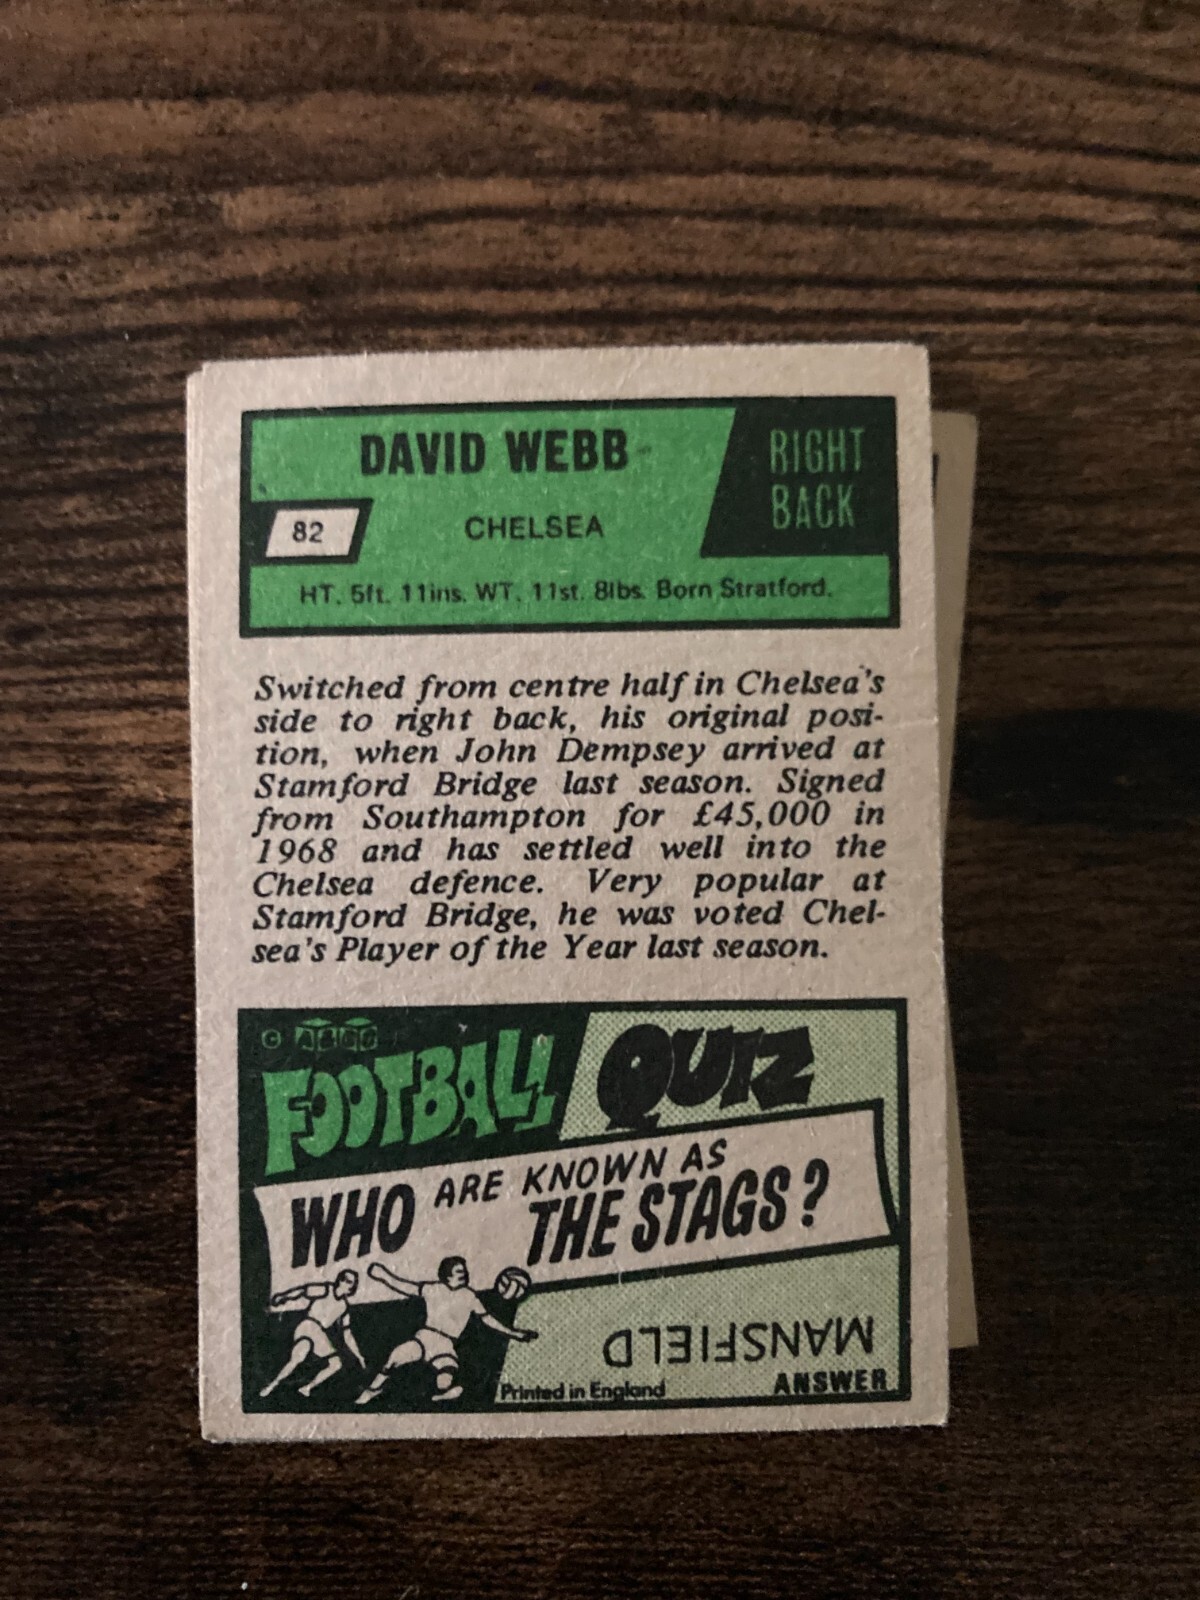 DAVID WEBB
RIGHT
BACK
82
CHELSEA
HT. 5ft. 11ins. WT. 11st. 8lbs. Born Stratford.
Switched from centre half in Chelsea's
side to right back, his original posi-
tion, when John Dempsey arrived at
Stamford Bridge last season. Signed
from Southampton for £45,000 in
1968 and has settled well into the
Chelsea defence. Very popular at
Stamford Bridge, he was voted Chel-
sea's Player of the Year last season.
© A&BC
FOOTBALL QUIZ
WHO ARE KNOWN AS
THE STAGS?
MANSFIELD
ANSWER
Printed in England